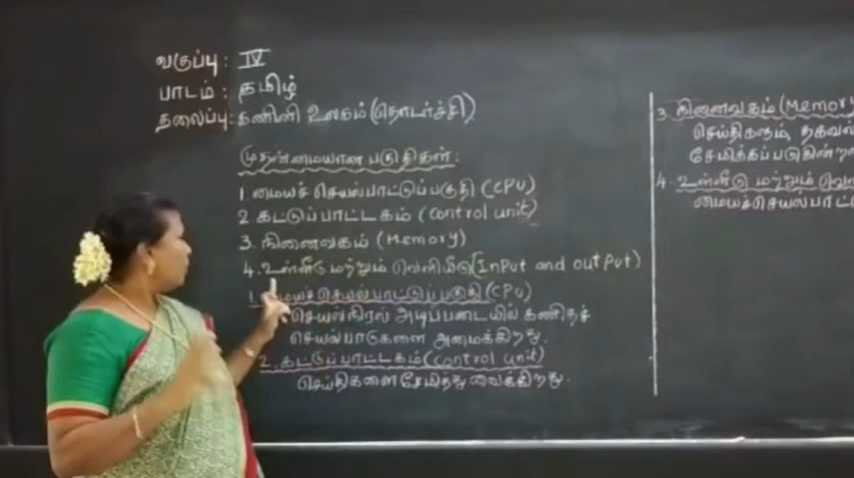 வகுப்பு : IV
பாடம் : தமிழ்
தலைப்பு : கணினி உலகம் (தொடர்ச்சி)
முதன்மையான பகுதிகள் :
1. மையச் செயல்பாட்டுப் பகுதி (CPU)
2 கட்டுப்பாட்டகம் (control unit)
3. நினைவகம் (Memory)
4. உள்ளீடு மற்றும் வெளியீடு (Input and output)
1. மையச்செயல்பாட்டுப்பகுதி (CPU)
செயல்நிரல் அடிப்படையில் கணிதச்
செயல்பாடுகளை அமைக்கிறது.
2. கட்டுப்பாட்டகம் (control unit)
செய்திகளை சேமித்து வைக்கிறது.
3. நினைவகம் (Memory
செய்திகளும், தகவல்
சேமிக்கப்படுகின்றன
4. உள்ளீடு மற்றும் வெளி
மையச்செயல்பாட்